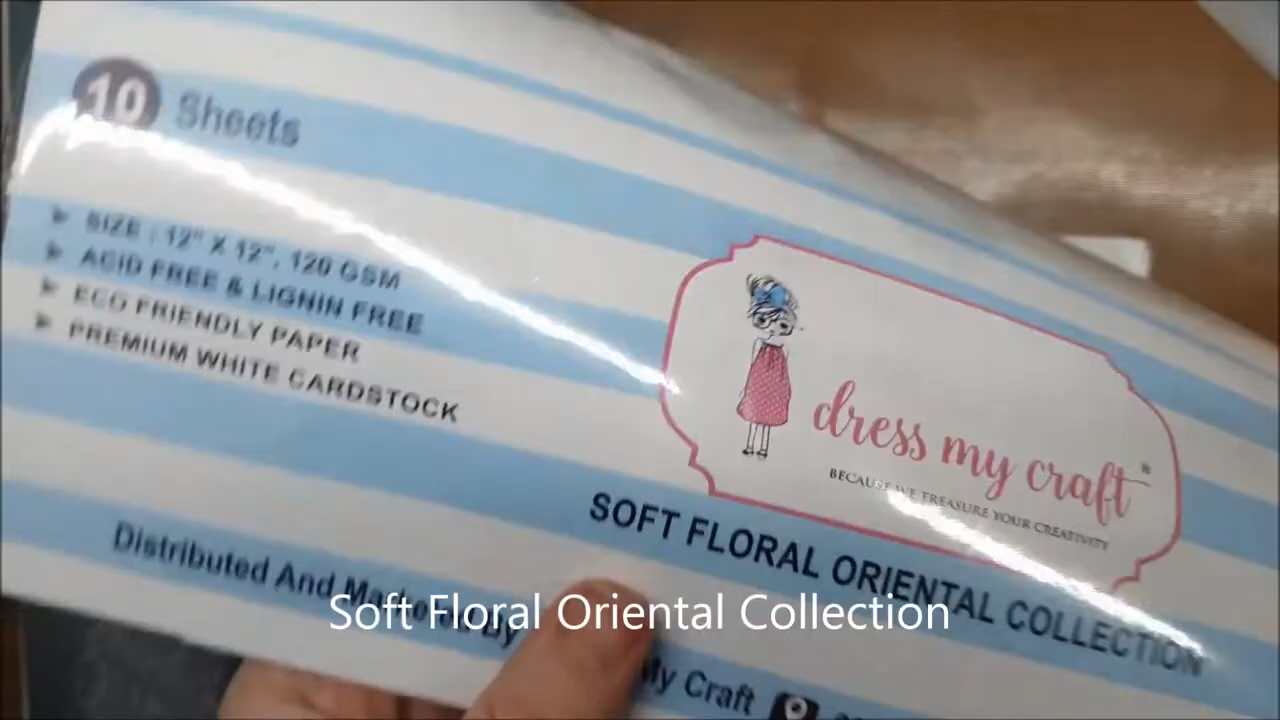 10 Sheets
SIZE : 12" X 12", 120 GSM
ACID FREE & LIGNIN FREE
ECO FRIENDLY PAPER
PREMIUM WHITE CARDSTOCK
dress my craft
BECAUSE WE TREASURE YOUR CREATIVITY
SOFT FLORAL ORIENTAL COLLECTION
Distributed And By
My Craft
Soft Floral Oriental Collection